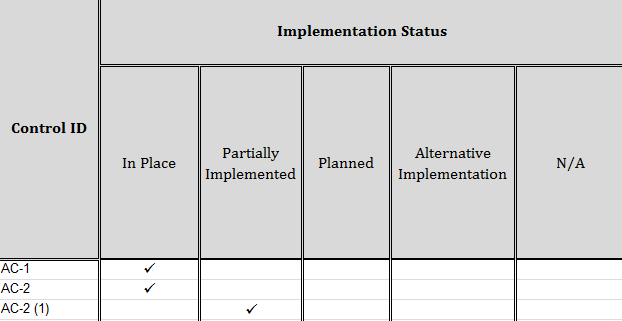 Implementation Status
Control ID
In Place
Partially
Implemented
Planned
Alternative
Implementation
N/A
AC-1 ✓
AC-2 ✓
AC-2 (1) ✓